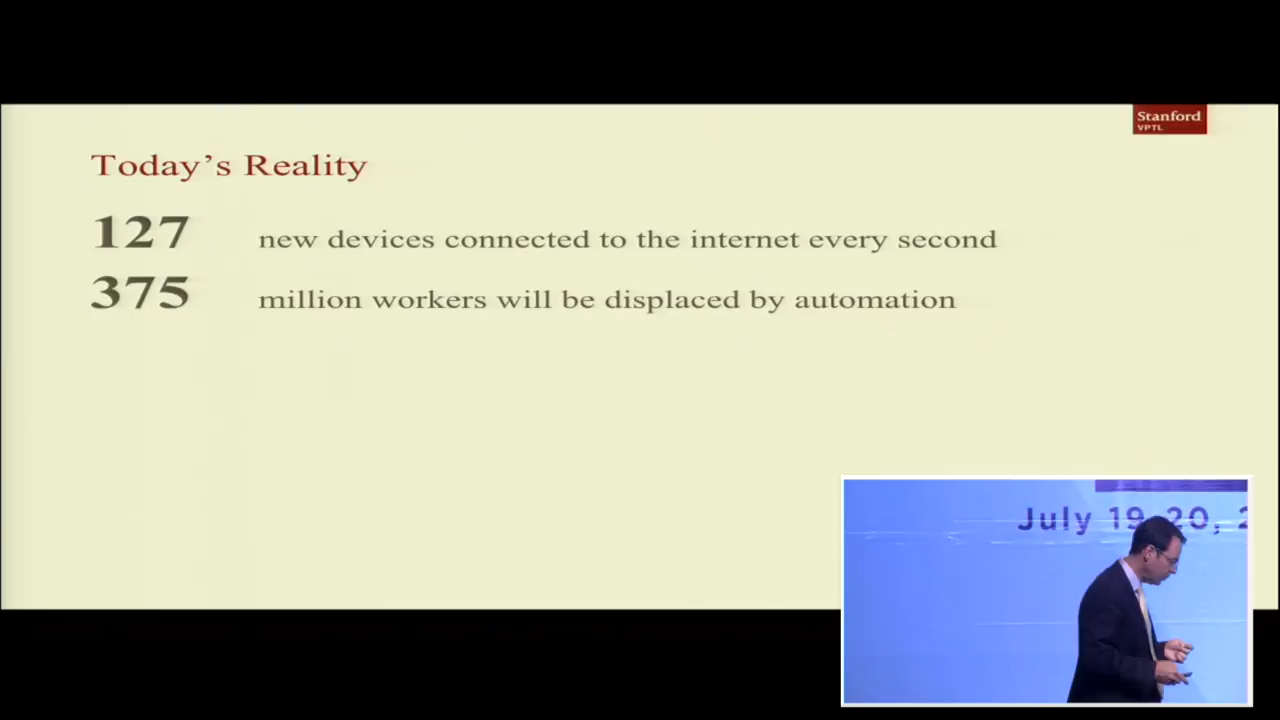 Stanford
VPTL
Today's Reality
127 new devices connected to the internet every second
375 million workers will be displaced by automation
July 19-20,